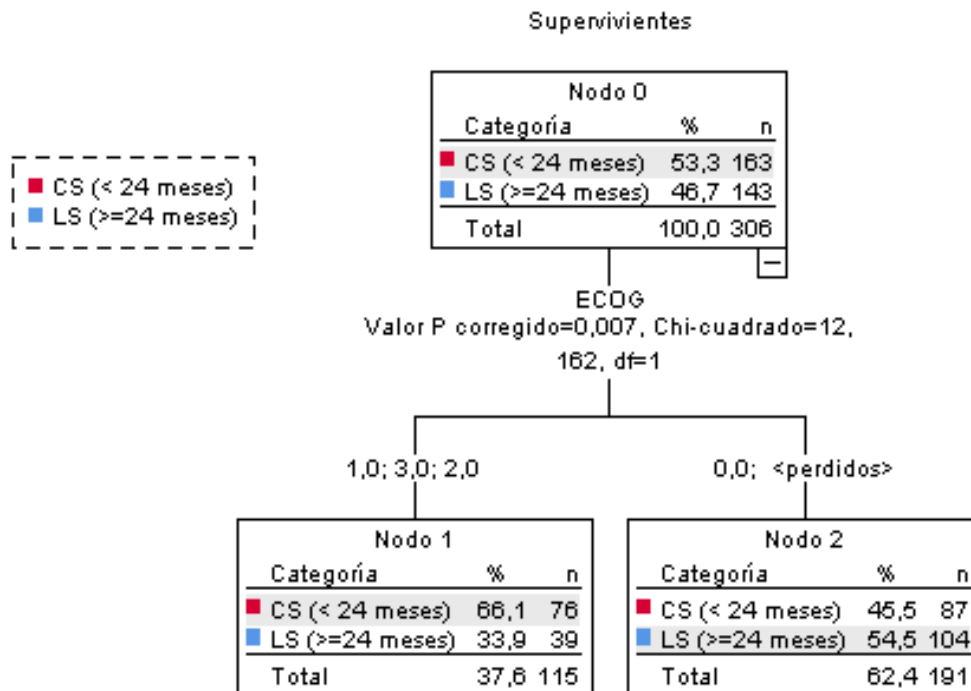 Supervivientes
Nodo 0
Categoría % n
CS (< 24 meses) 53,3 163
LS (>=24 meses) 46,7 143
Total 100,0 306
CS (< 24 meses)
LS (>=24 meses)
ECOG
Valor P corregido=0,007, Chi-cuadrado=12,
162, df=1
1,0; 3,0; 2,0
0,0; <perdidos>
Nodo 1
Categoría % n
CS (< 24 meses) 66,1 76
LS (>=24 meses) 33,9 39
Total 37,6 115
Nodo 2
Categoría % n
CS (< 24 meses) 45,5 87
LS (>=24 meses) 54,5 104
Total 62,4 191